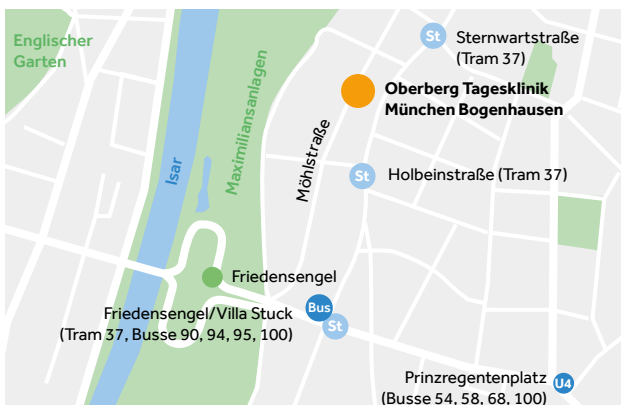 Englischer
Garten
St
Sternwartstraße
(Tram 37)
Oberberg Tagesklinik
München Bogenhausen
Isar
Maximiliansanlagen
Möhlstraße
St
Holbeinstraße (Tram 37)
Friedensengel
Friedensengel/Villa Stuck
(Tram 37, Busse 90, 94, 95, 100)
Bus
St
Prinzregentenplatz
(Busse 54, 58, 68, 100)
U4